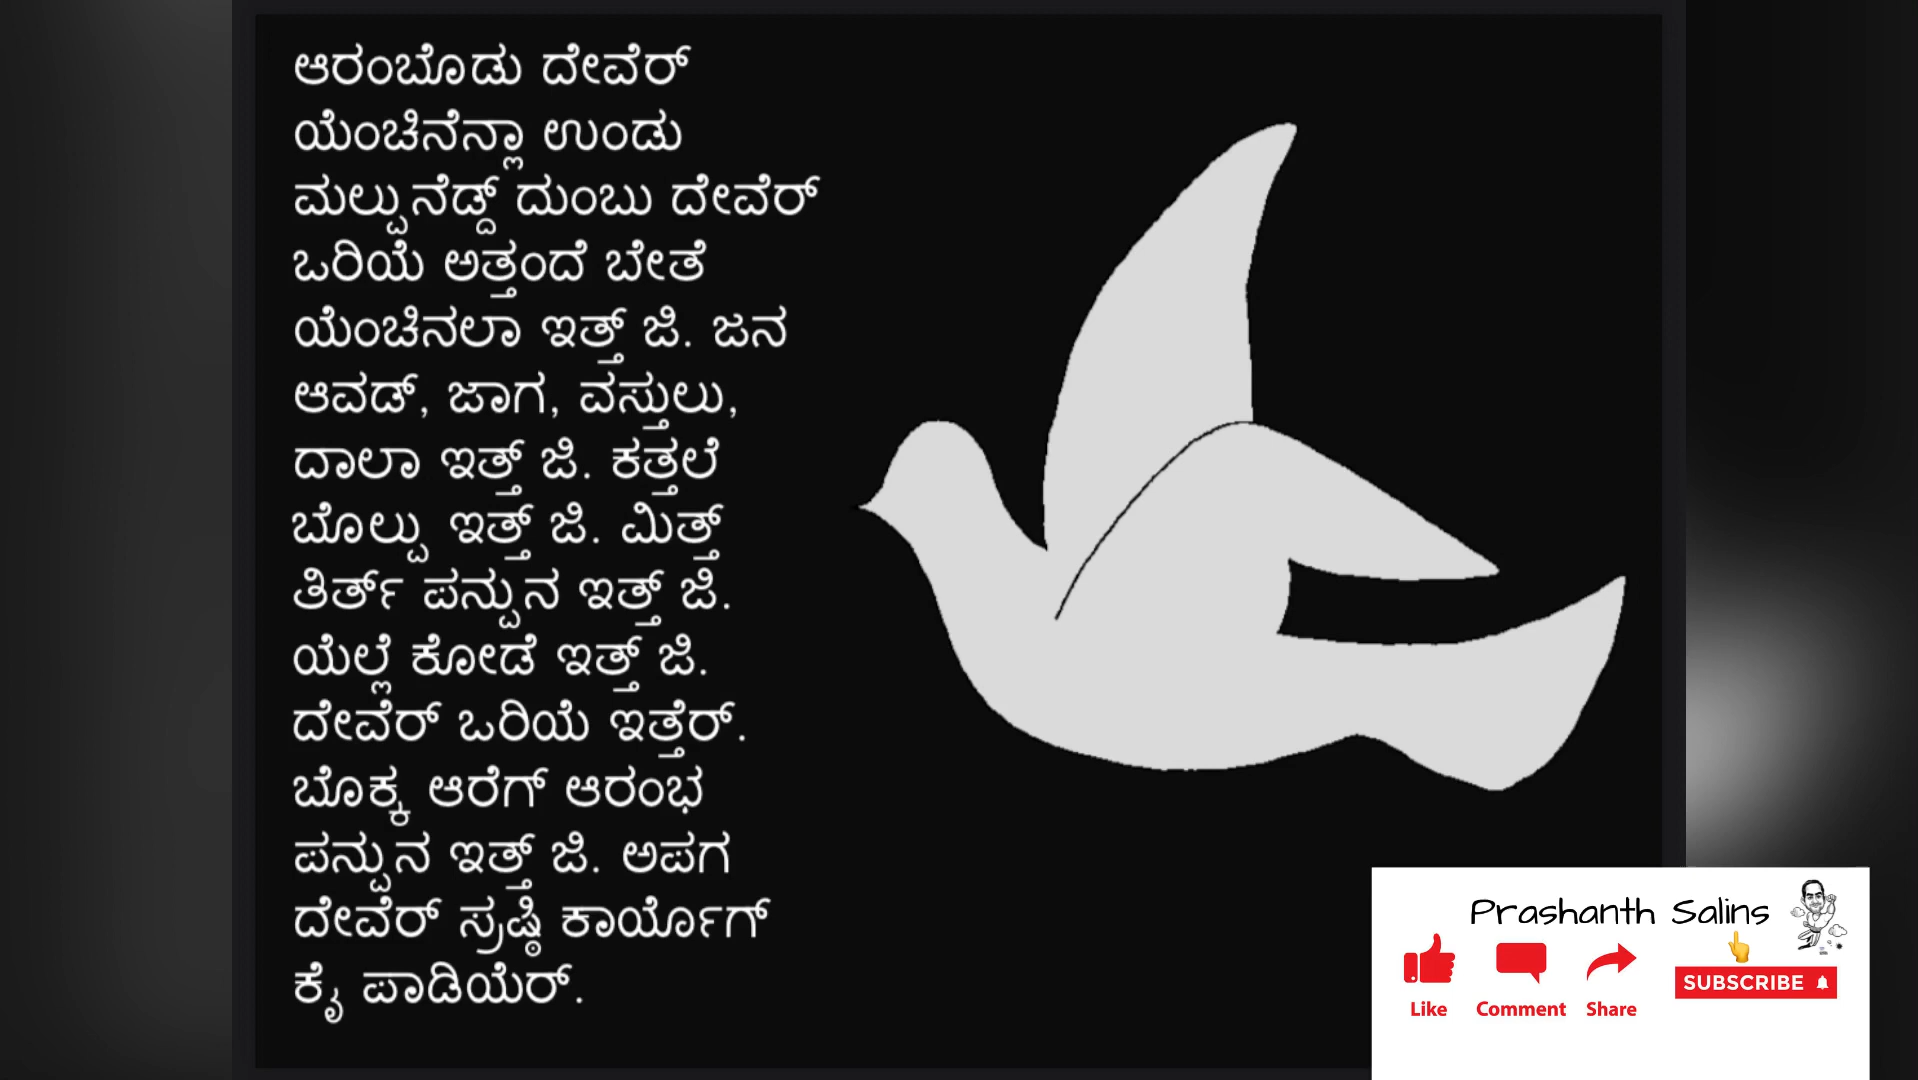 ಆರಂಬೊಡು ದೇವೆರ್
ಯೆಂಚಿನೆನ್ಲಾ ಉಂಡು
ಮಲ್ಪುನೆಡ್ದ್ ದುಂಬು ದೇವೆರ್
ಒರಿಯೆ ಅತ್ತಂದೆ ಬೇತೆ
ಯೆಂಚಿನಲಾ ಇತ್ತ್ ಜಿ. ಜನ
ಆವಡ್, ಜಾಗ, ವಸ್ತುಲು,
ದಾಲಾ ಇತ್ತ್ ಜಿ. ಕತ್ತಲೆ
ಬೊಲ್ಪು ಇತ್ತ್ ಜಿ. ಮಿತ್ತ್
ತಿರ್ತ್ ಪನ್ಪುನ ಇತ್ತ್ ಜಿ.
ಯೆಲ್ಲೆ ಕೋಡೆ ಇತ್ತ್ ಜಿ.
ದೇವೆರ್ ಒರಿಯೆ ಇತ್ತೆರ್.
ಬೊಕ್ಕ ಆರೆಗ್ ಆರಂಭ
ಪನ್ಪುನ ಇತ್ತ್ ಜಿ. ಅಪಗ
ದೇವೆರ್ ಸ್ರಷ್ಠಿ ಕಾರ್ಯೊಗ್
ಕೈ ಪಾಡಿಯೆರ್.
Prashanth Salins
SUBSCRIBE
Like Comment Share